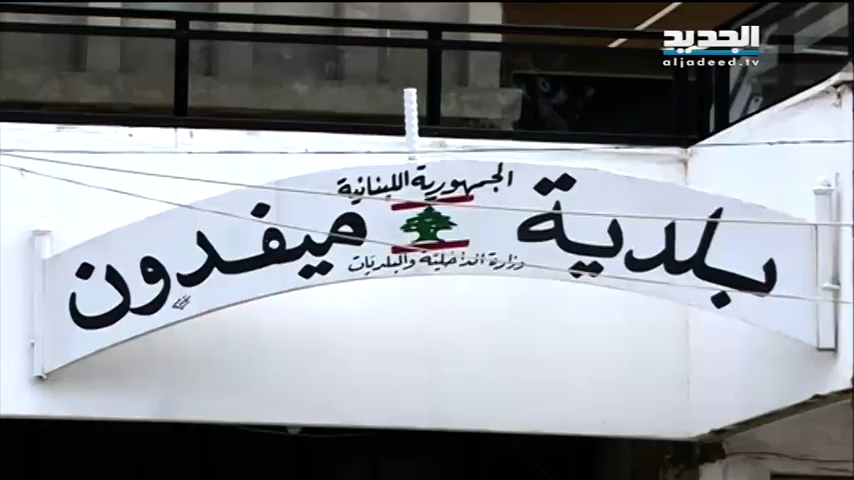 الجديد
aljadeed.tv
الجمهورية اللبنانية
بلدية ميفدون
وزارة الداخلية والبلديات